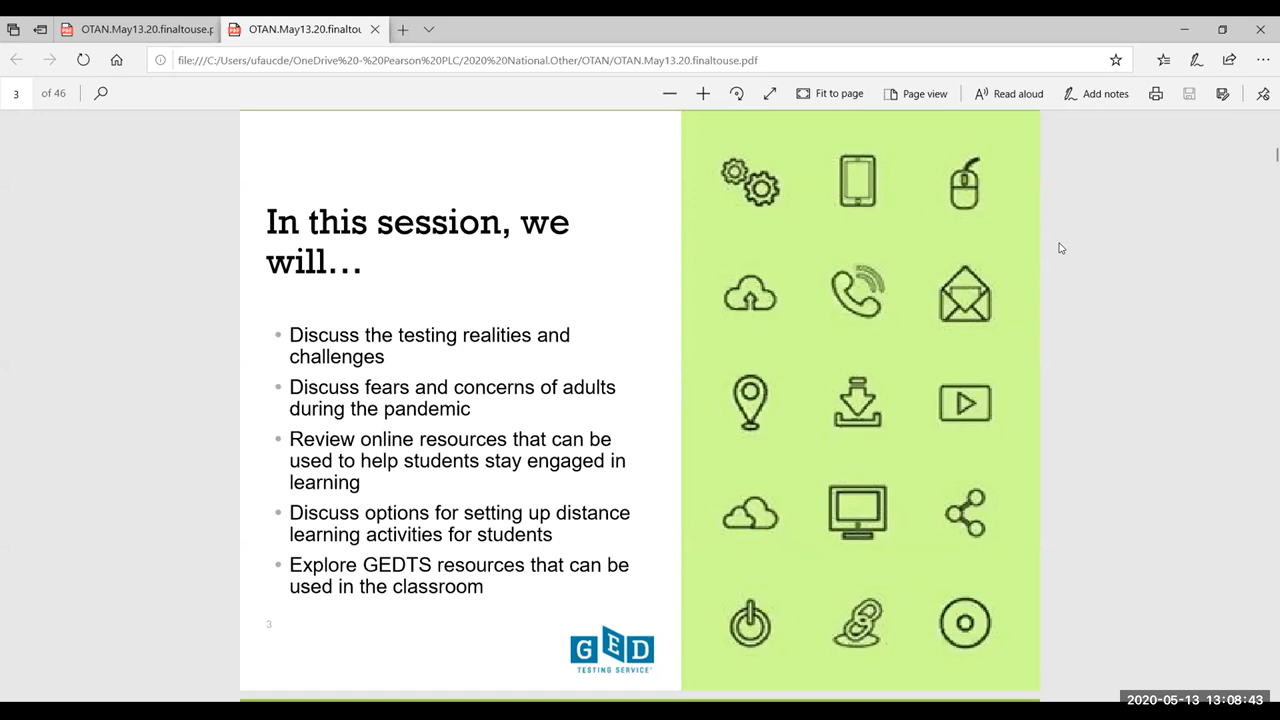 OTAN.May13.20.finaltouse.p
OTAN.May13.20.finaltou
file:///C:/Users/ufaucde/OneDrive%20-%20Pearson%20PLC/2020%20National.Other/OTAN/OTAN.May13.20.finaltouse.pdf
3 of 46
Fit to page
Page view
Read aloud
Add notes
In this session, we
will…
• Discuss the testing realities and
challenges
• Discuss fears and concerns of adults
during the pandemic
• Review online resources that can be
used to help students stay engaged in
learning
• Discuss options for setting up distance
learning activities for students
• Explore GEDTS resources that can be
used in the classroom
3
GED
TESTING SERVICE
2020-05-13 13:08:43